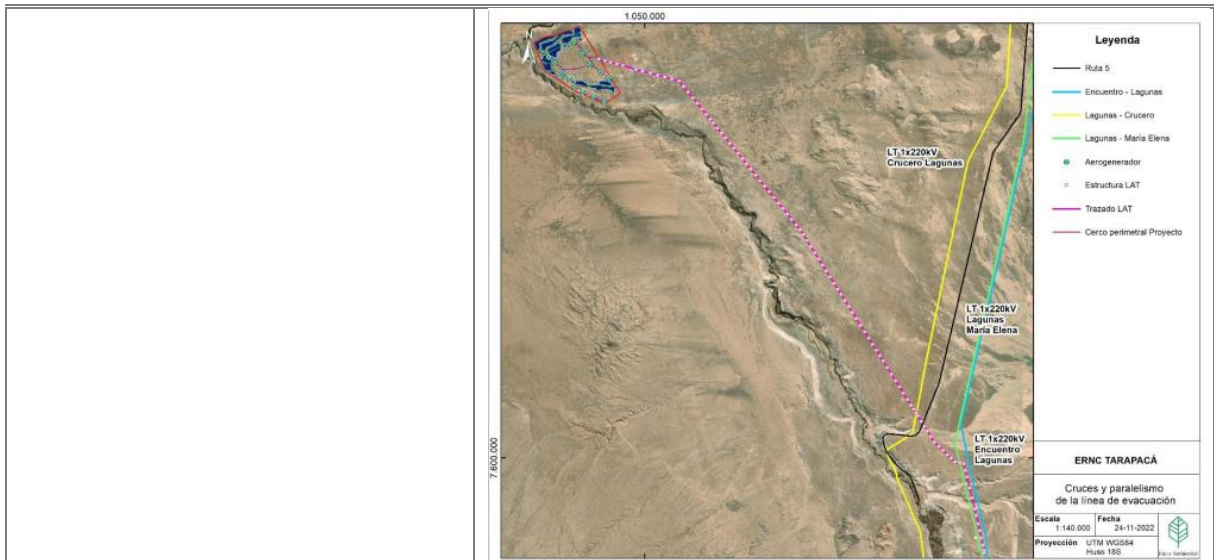 1.050.000
7.600.000
N
LT 1x220kV
Crucero Lagunas
LT 1x220kV
Lagunas
María Elena
LT 1x220kV
Encuentro
Lagunas
Leyenda
Ruta 5
Encuentro - Lagunas
Lagunas - Crucero
Lagunas - María Elena
Aerogenerador
Estructura LAT
Trazado LAT
Cerco perimetral Proyecto
ERNC TARAPACÁ
Cruces y paralelismo
de la línea de evacuación
Escala
1:140.000
Fecha
24-11-2022
Proyección UTM WGS84
Huso 18S